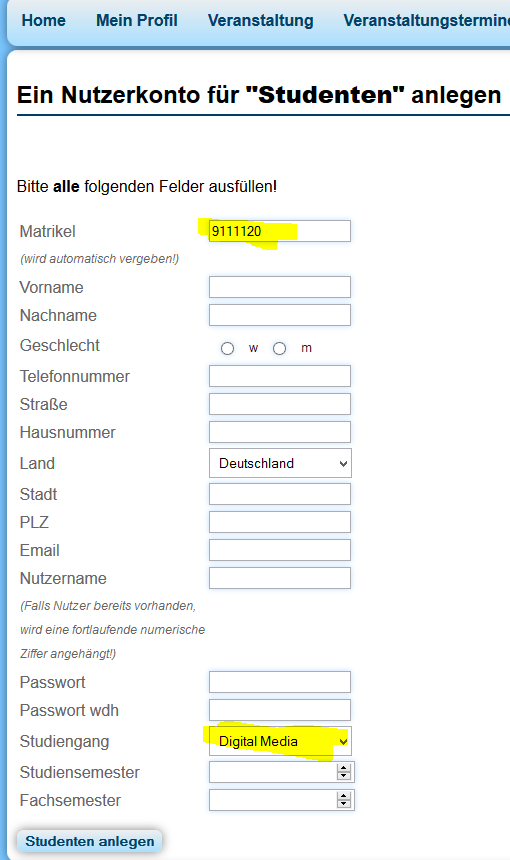 Home Mein Profil Veranstaltung Veranstaltungstermine
Ein Nutzerkonto für "Studenten" anlegen
Bitte alle folgenden Felder ausfüllen!
Matrikel 9111120
(wird automatisch vergeben!)
Vorname
Nachname
Geschlecht w m
Telefonnummer
Straße
Hausnummer
Land Deutschland
Stadt
PLZ
Email
Nutzername
(Falls Nutzer bereits vorhanden,
wird eine fortlaufende numerische
Ziffer angehängt!)
Passwort
Passwort wdh
Studiengang Digital Media
Studiensemester
Fachsemester
Studenten anlegen